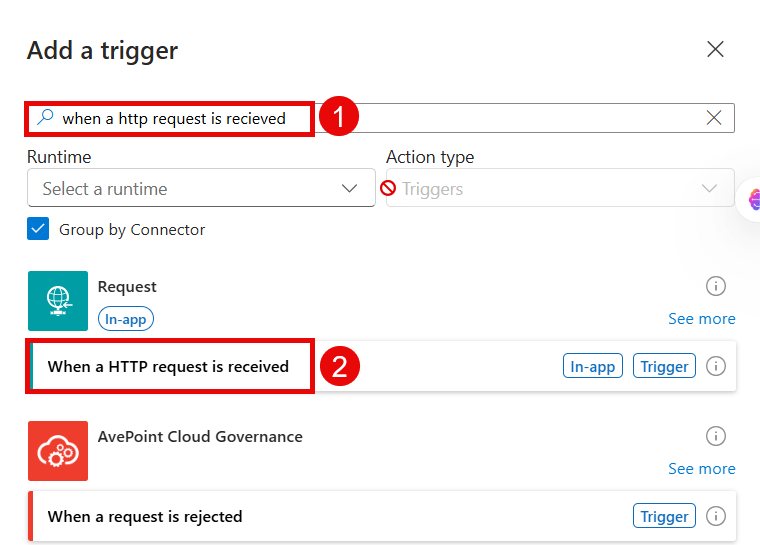 Add a trigger
when a http request is recieved
1
Runtime
Action type
Select a runtime
Triggers
Group by Connector
Request
In-app
See more
When a HTTP request is received
2
In-app
Trigger
AvePoint Cloud Governance
See more
When a request is rejected
Trigger